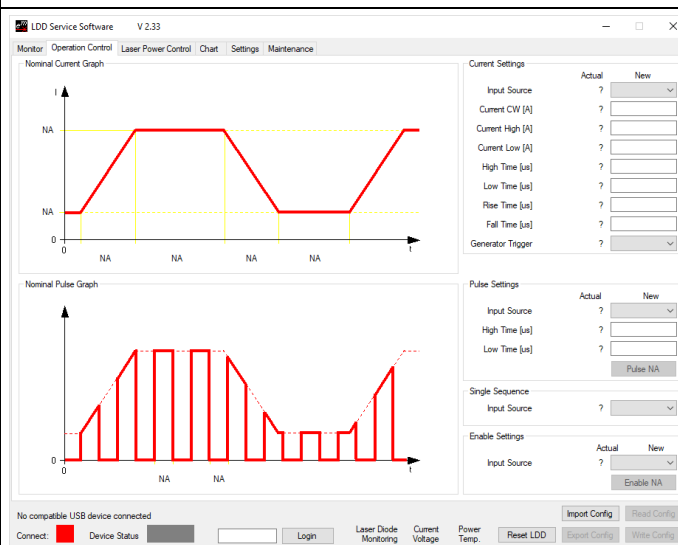 LDD Service Software V 2.33
Monitor Operation Control Laser Power Control Chart Settings Maintenance
Nominal Current Graph
I
NA
NA
0
0
t
NA NA NA NA
Current Settings
Actual New
Input Source ?
Current CW [A] ?
Current High [A] ?
Current Low [A] ?
High Time [us] ?
Low Time [us] ?
Rise Time [us] ?
Fall Time [us] ?
Generator Trigger ?
Nominal Pulse Graph
0
0
t
NA NA
Pulse Settings
Actual New
Input Source ?
High Time [us] ?
Low Time [us] ?
Pulse NA
Single Sequence
Input Source ?
Enable Settings
Actual New
Input Source ?
Enable NA
No compatible USB device connected
Import Config Read Config
Connect: Device Status Login
Laser Diode Monitoring
Current Voltage
Power Temp.
Reset LDD Export Config Write Config